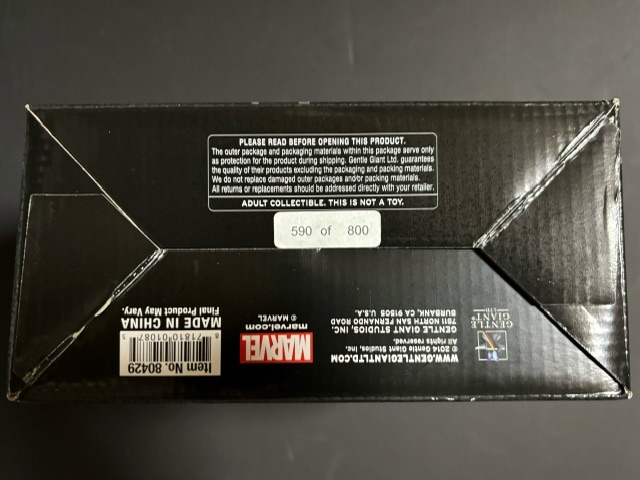 PLEASE READ BEFORE OPENING THIS PRODUCT.
The outer package and packaging materials within this package serve only
as protection for the product during shipping. Gentle Giant Ltd. guarantees
the quality of their products excluding the packaging and packing materials.
We do not replace damaged outer packages and/or packing materials.
All returns or replacements should be addressed directly with your retailer.
ADULT COLLECTIBLE. THIS IS NOT A TOY.
590 of 800
GENTLE
GIANT
LTD
WWW.GENTLEGIANTLTD.COM
© 2014 Gentle Giant Studios, Inc.
All rights reserved.
GENTLE GIANT STUDIOS, INC.
7511 NORTH SAN FERNANDO ROAD
BURBANK, CA 91505 U.S.A.
MARVEL
marvel.com
© MARVEL
Item No. 80429
8 71810 01087 5
MADE IN CHINA
Final Product May Vary.